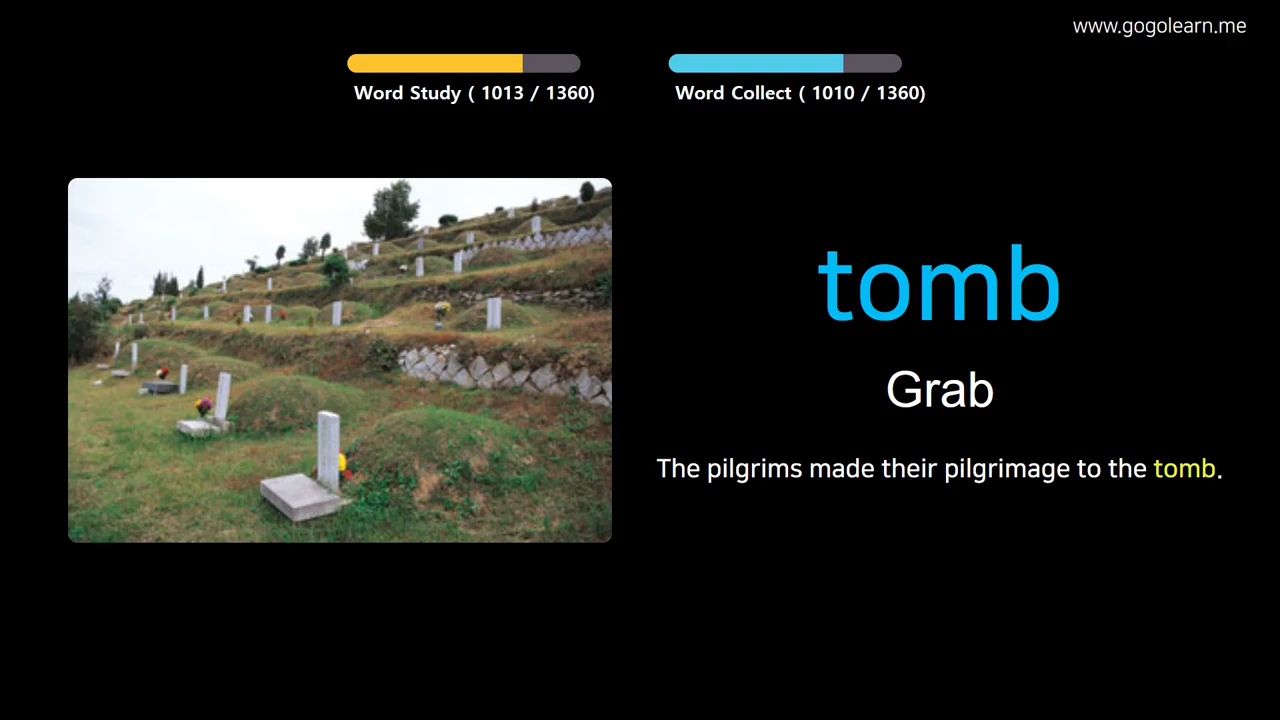 www.gogolearn.me
Word Study ( 1013 / 1360)
Word Collect ( 1010 / 1360)
tomb
Grab
The pilgrims made their pilgrimage to the tomb.